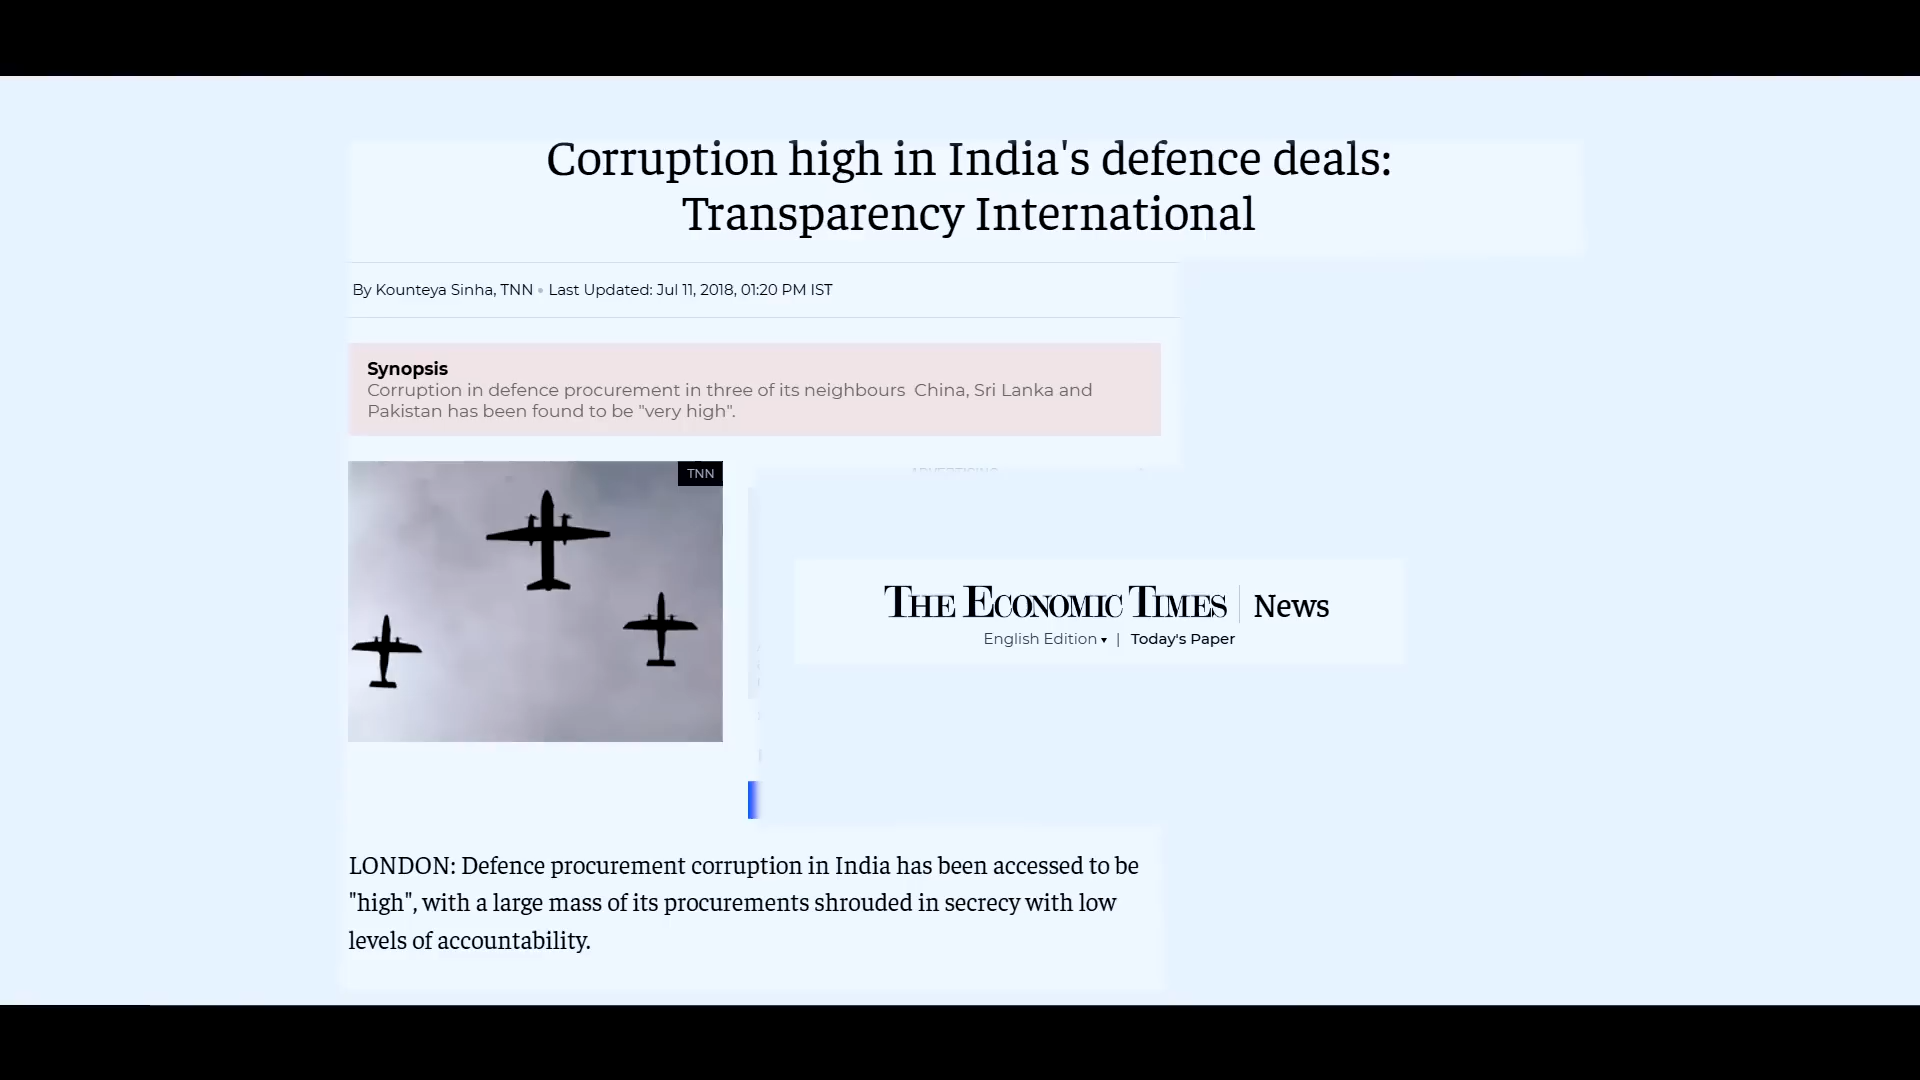 Corruption high in India's defence deals:
Transparency International
By Kounteya Sinha, TNN • Last Updated: Jul 11, 2018, 01:20 PM IST
Synopsis
Corruption in defence procurement in three of its neighbours China, Sri Lanka and
Pakistan has been found to be "very high".
TNN
THE ECONOMIC TIMES | News
English Edition ▾ | Today's Paper
LONDON: Defence procurement corruption in India has been accessed to be
"high", with a large mass of its procurements shrouded in secrecy with low
levels of accountability.